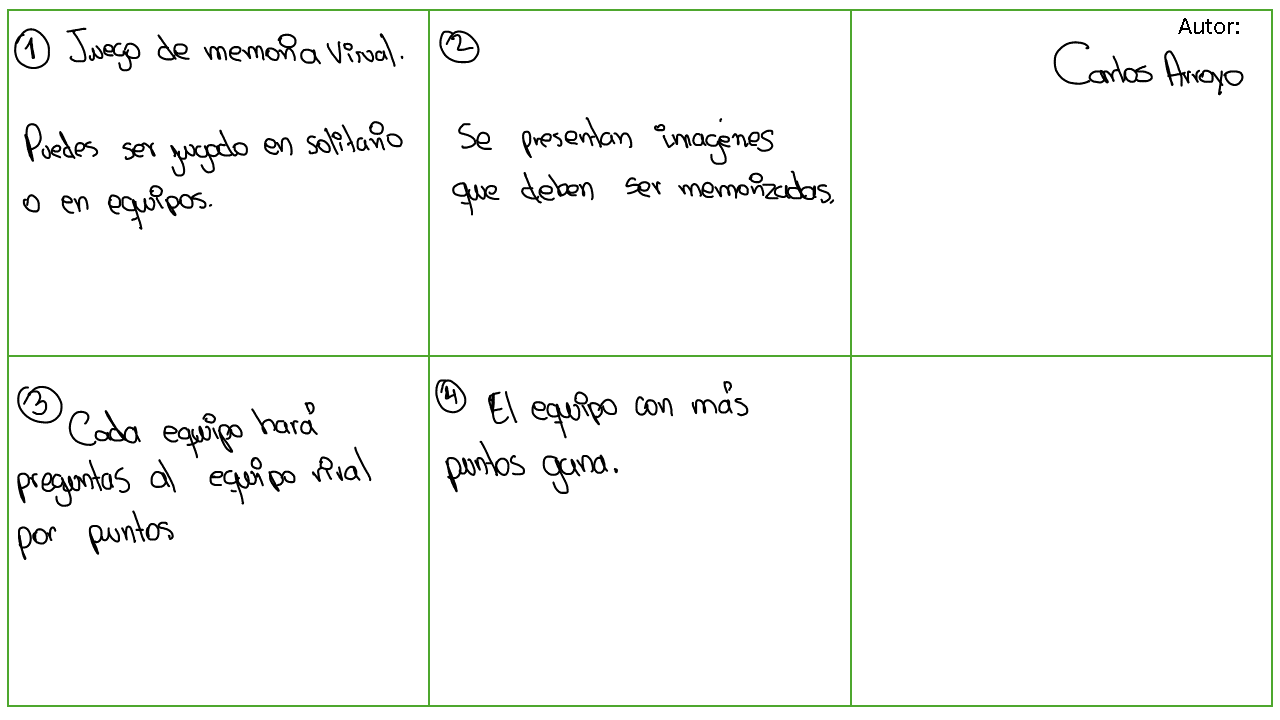 ① Juego de memoria Visual.
Puedes ser jugado en solitario
o en equipos.
②
Se presentan imagénes
que deben ser memorizadas.
Autor:
Carlos Arroyo
③
Cada equipo hará
preguntas al equipo rival
por puntos
④ El equipo con más
puntos gana.